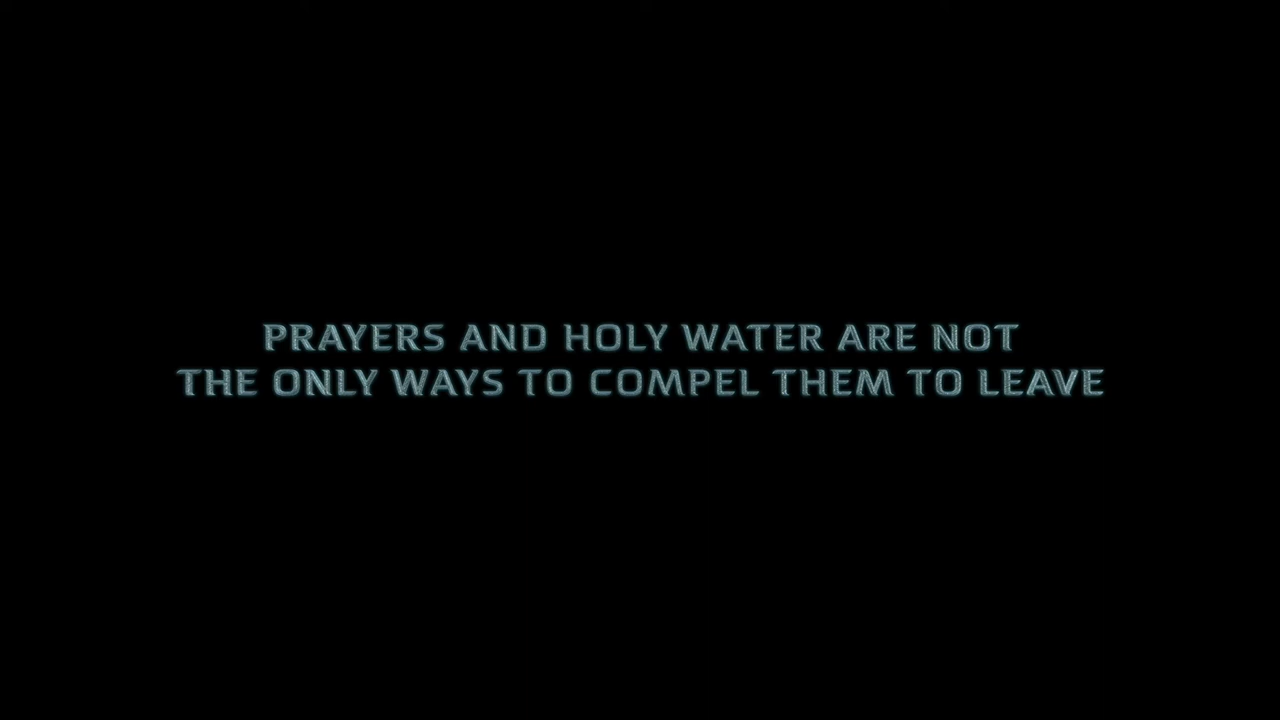 PRAYERS AND HOLY WATER ARE NOT
THE ONLY WAYS TO COMPEL THEM TO LEAVE